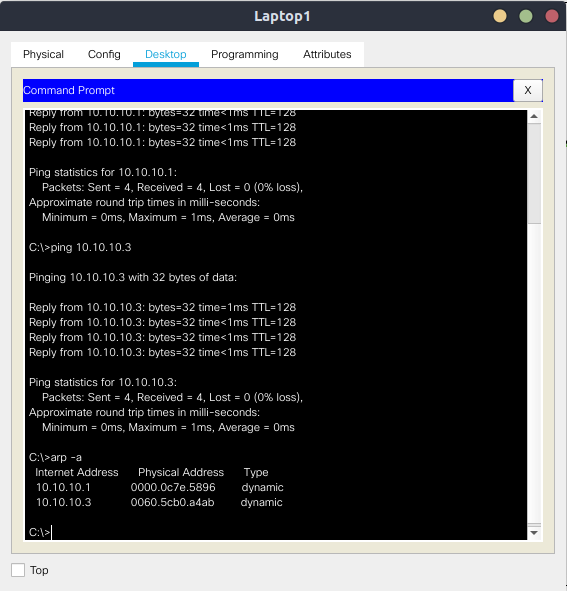 Laptop1
Physical Config Desktop Programming Attributes
Command Prompt X
Reply from 10.10.10.1: bytes=32 time<1ms TTL=128
Reply from 10.10.10.1: bytes=32 time<1ms TTL=128
Reply from 10.10.10.1: bytes=32 time<1ms TTL=128
Ping statistics for 10.10.10.1:
Packets: Sent = 4, Received = 4, Lost = 0 (0% loss),
Approximate round trip times in milli-seconds:
Minimum = 0ms, Maximum = 1ms, Average = 0ms
C:\>ping 10.10.10.3
Pinging 10.10.10.3 with 32 bytes of data:
Reply from 10.10.10.3: bytes=32 time=1ms TTL=128
Reply from 10.10.10.3: bytes=32 time<1ms TTL=128
Reply from 10.10.10.3: bytes=32 time<1ms TTL=128
Reply from 10.10.10.3: bytes=32 time<1ms TTL=128
Ping statistics for 10.10.10.3:
Packets: Sent = 4, Received = 4, Lost = 0 (0% loss),
Approximate round trip times in milli-seconds:
Minimum = 0ms, Maximum = 1ms, Average = 0ms
C:\>arp -a
Internet Address Physical Address Type
10.10.10.1 0000.0c7e.5896 dynamic
10.10.10.3 0060.5cb0.a4ab dynamic
C:\>
Top